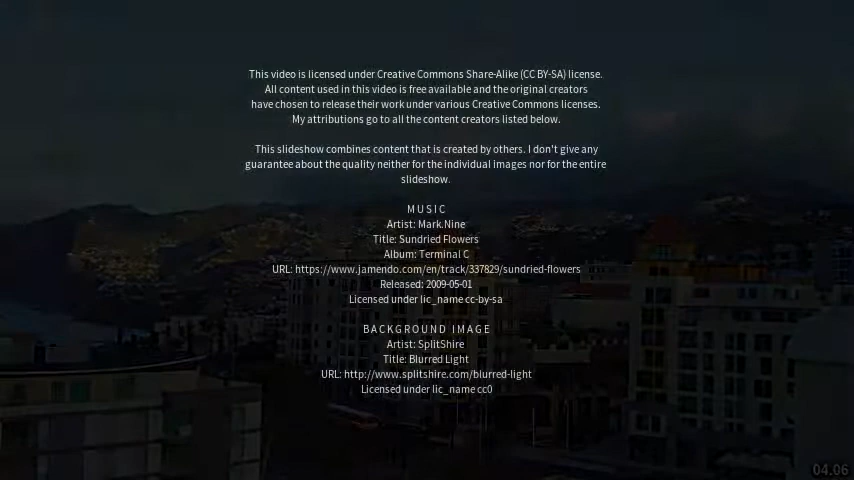 This video is licensed under Creative Commons Share-Alike (CC BY-SA) license.
All content used in this video is free available and the original creators
have chosen to release their work under various Creative Commons licenses.
My attributions go to all the content creators listed below.
This slideshow combines content that is created by others. I don't give any
guarantee about the quality neither for the individual images nor for the entire
slideshow.
MUSIC
Artist: Mark.Nine
Title: Sundried Flowers
Album: Terminal C
URL: https://www.jamendo.com/en/track/337829/sundried-flowers
Released: 2009-05-01
Licensed under lic_name cc-by-sa
BACKGROUND IMAGE
Artist: SplitShire
Title: Blurred Light
URL: http://www.splitshire.com/blurred-light
Licensed under lic_name cc0
04.06